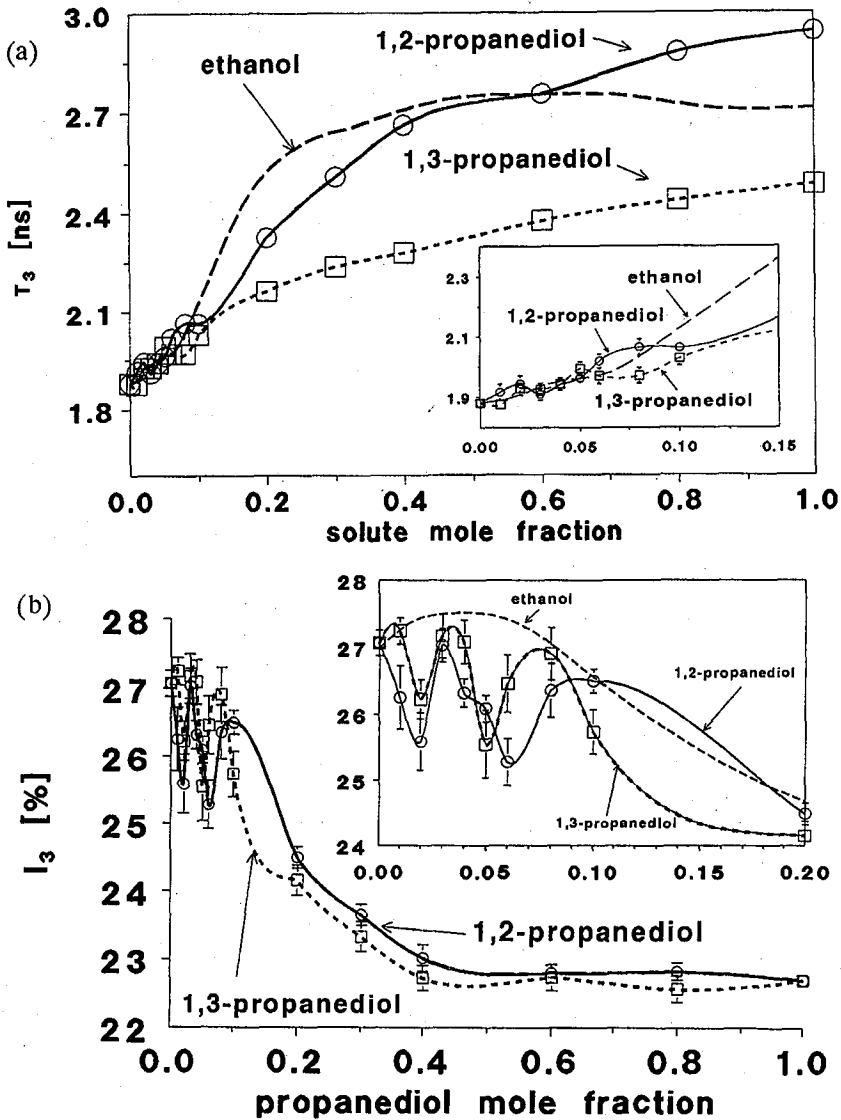 (a)
3.0
2.7
2.4
2.1
1.8
τ₃ [ns]
ethanol
1,2-propanediol
1,3-propanediol
2.3
2.1
1.9
ethanol
1,2-propanediol
1,3-propanediol
0.00 0.05 0.10 0.15
0.0 0.2 0.4 0.6 0.8 1.0
solute mole fraction
(b)
28
27
26
25
24
23
22
I₃ [%]
28
27
26
25
24
ethanol
1,2-propanediol
1,3-propanediol
0.00 0.05 0.10 0.15 0.20
1,2-propanediol
1,3-propanediol
0.0 0.2 0.4 0.6 0.8 1.0
propanediol mole fraction